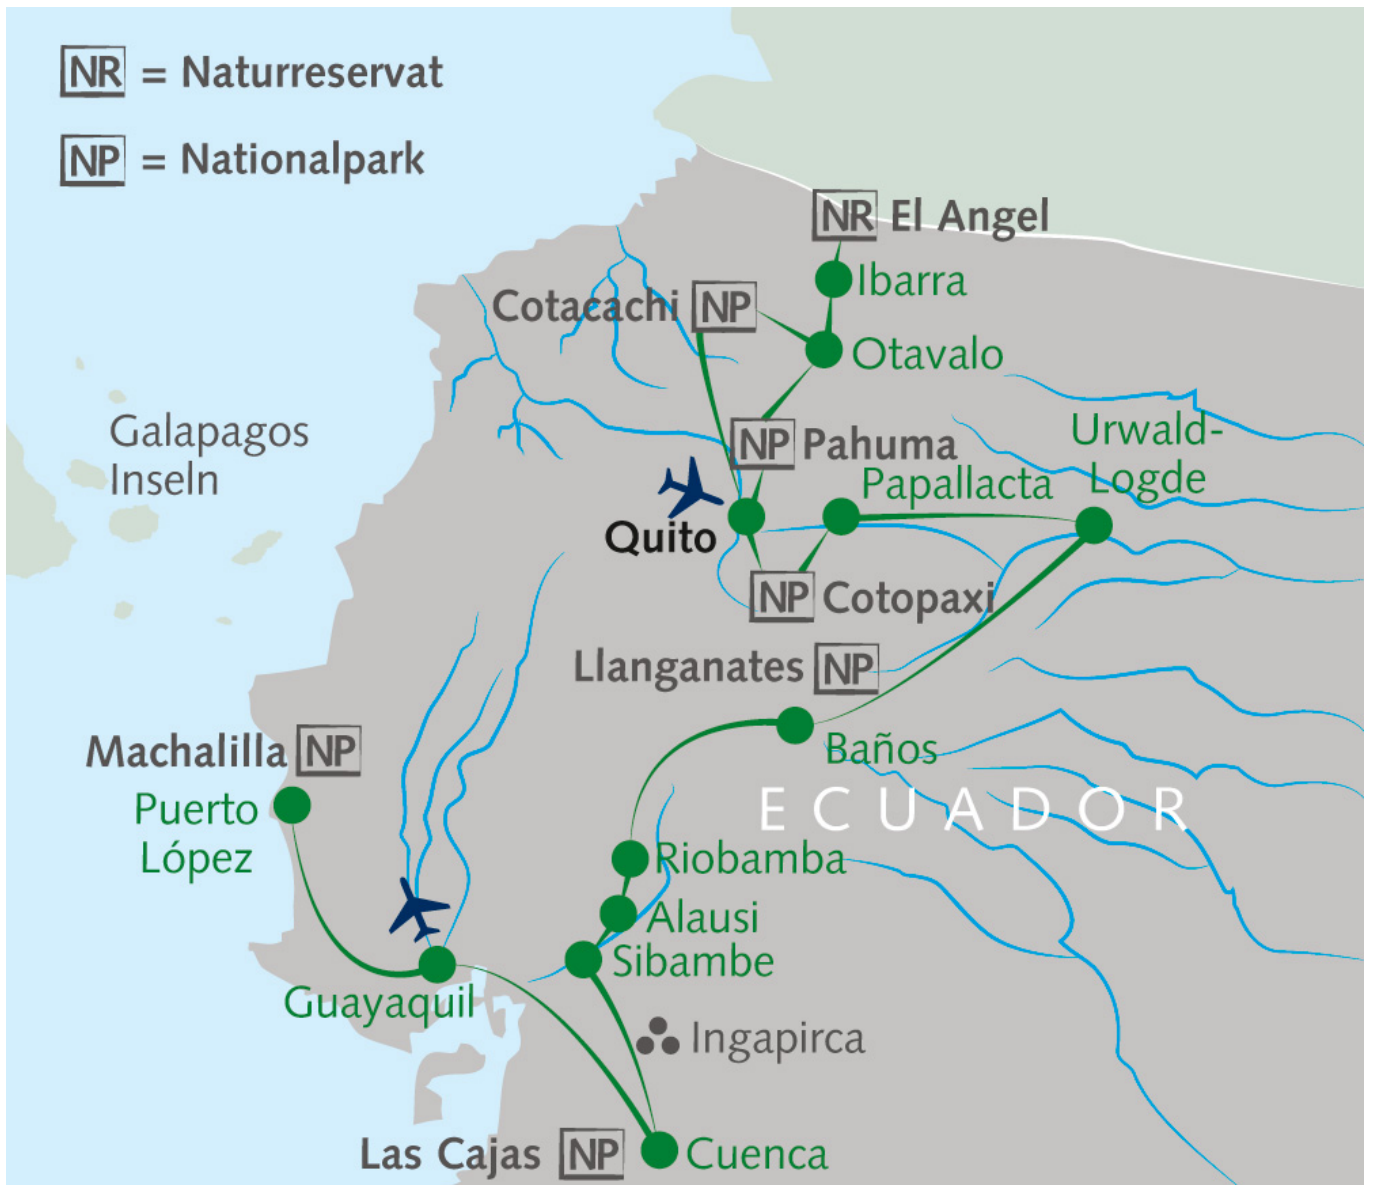 NR = Naturreservat
NP = Nationalpark
NR El Angel
Ibarra
Cotacachi NP
Otavalo
Galapagos
Inseln
NP Pahuma
Urwald-
Logde
Papallacta
Quito
NP Cotopaxi
Llanganates NP
Machalilla NP
Baños
Puerto
López
ECUADOR
Riobamba
Alausi
Sibambe
Guayaquil
Ingapirca
Las Cajas NP
Cuenca